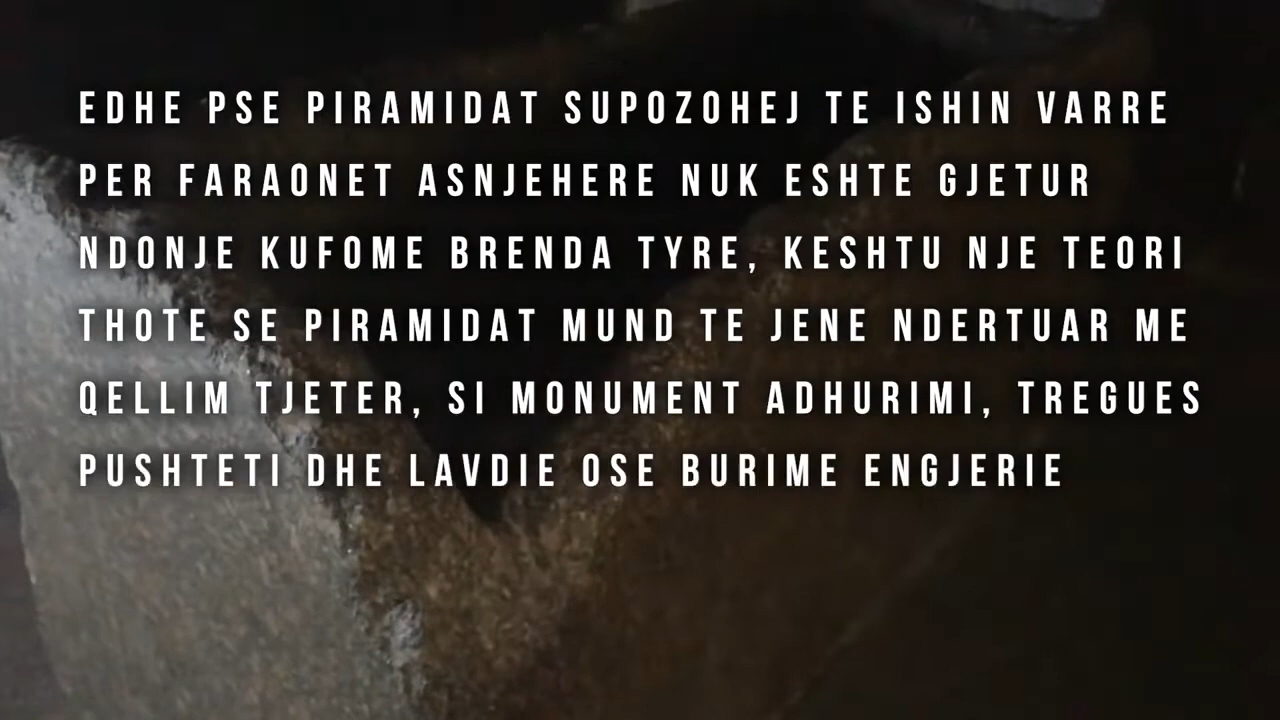 EDHE PSE PIRAMIDAT SUPOZOHEJ TE ISHIN VARRE
PER FARAONET ASNJEHERE NUK ESHTE GJETUR
NDONJE KUFOME BRENDA TYRE, KESHTU NJE TEORI
THOTE SE PIRAMIDAT MUND TE JENE NDERTUAR ME
QELLIM TJETER, SI MONUMENT ADHURIMI, TREGUES
PUSHTETI DHE LAVDIE OSE BURIME ENGJERIE